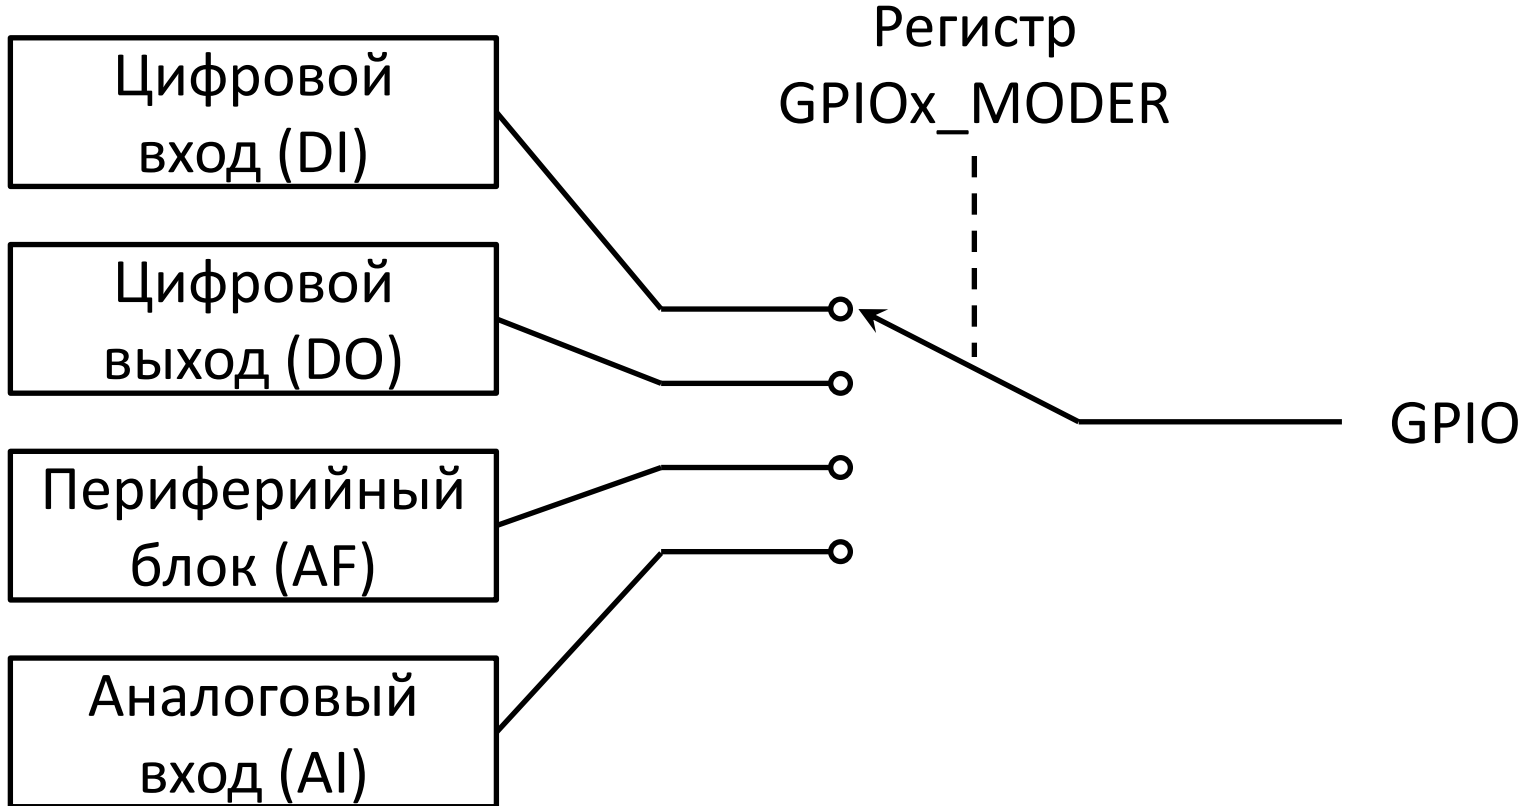 Регистр
GPIOx_MODER
Цифровой
вход (DI)
Цифровой
выход (DO)
Периферийный
блок (AF)
Аналоговый
вход (AI)
GPIO